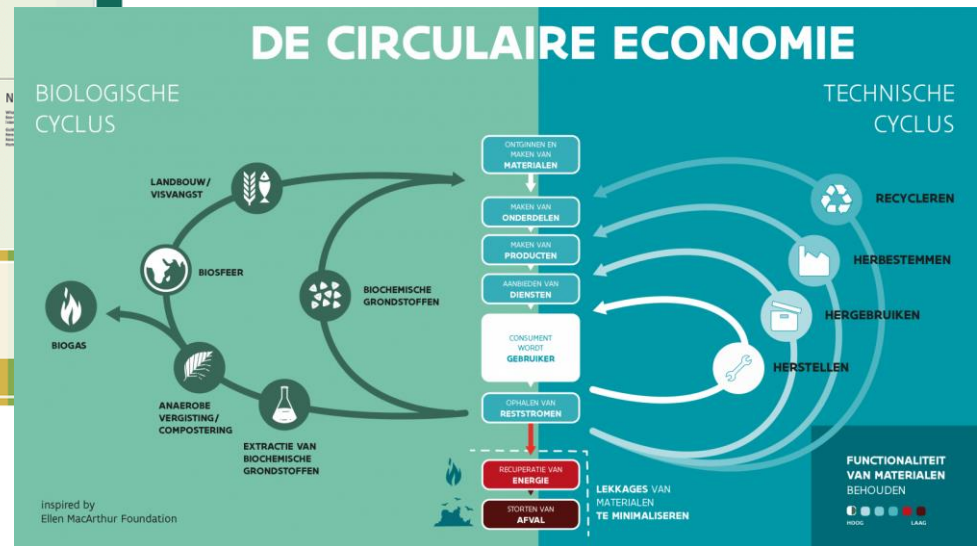 DE CIRCULAIRE ECONOMIE
BIOLOGISCHE
CYCLUS
TECHNISCHE
CYCLUS
ONTGINNEN EN
MAKEN VAN
MATERIALEN
MAKEN VAN
ONDERDELEN
MAKEN VAN
PRODUCTEN
AANBIEDEN VAN
DIENSTEN
CONSUMENT
WORDT
GEBRUIKER
OPHALEN VAN
RESTSTROMEN
RECUPERATIE VAN
ENERGIE
STORTEN VAN
AFVAL
LANDBOUW/
VISVANGST
BIOSFEER
BIOCHEMISCHE
GRONDSTOFFEN
BIOGAS
ANAEROBE
VERGISTING/
COMPOSTERING
EXTRACTIE VAN
BIOCHEMISCHE
GRONDSTOFFEN
RECYCLEREN
HERBESTEMMEN
HERGEBRUIKEN
HERSTELLEN
LEKKAGES VAN
MATERIALEN
TE MINIMALISEREN
FUNCTIONALITEIT
VAN MATERIALEN
BEHOUDEN
HOOG LAAG
inspired by
Ellen MacArthur Foundation